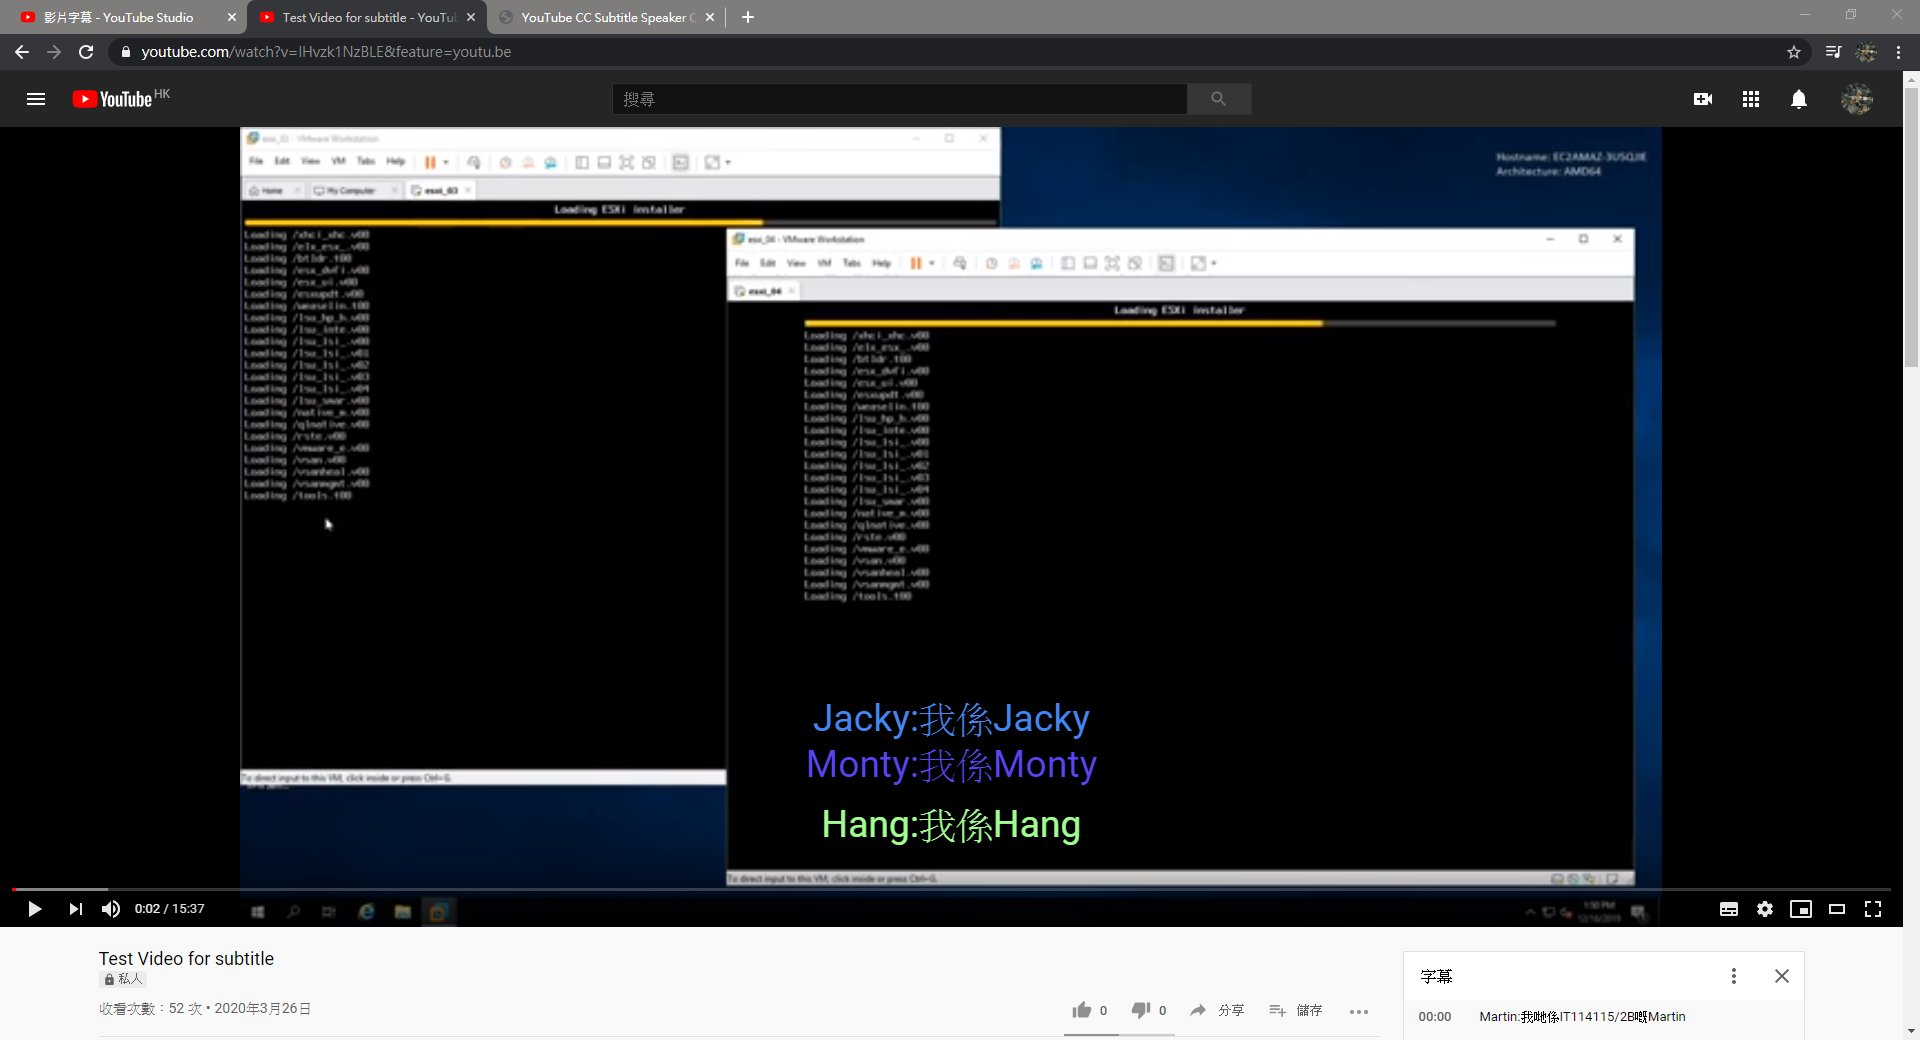 影片字幕 - YouTube Studio
Test Video for subtitle - YouTu
YouTube CC Subtitle Speaker C
youtube.com/watch?v=IHvzk1NzBLE&feature=youtu.be
YouTube HK
搜尋
esxi_03 - VMware Workstation
File Edit View VM Tabs Help
Home
My Computer
esxi_03
Loading ESXi installer
Loading /xhci_xhc.v00
Loading /elx_esx_.v00
Loading /btldr.t00
Loading /esx_dvfi.v00
Loading /esx_ui.v00
Loading /esxupdt.v00
Loading /weaselin.t00
Loading /lsu_hp_h.v00
Loading /lsu_inte.v00
Loading /lsu_lsi_.v00
Loading /lsu_lsi_.v01
Loading /lsu_lsi_.v02
Loading /lsu_lsi_.v03
Loading /lsu_lsi_.v04
Loading /lsu_smar.v00
Loading /native_m.v00
Loading /qlnative.v00
Loading /rste.v00
Loading /vmware_e.v00
Loading /vsan.v00
Loading /vsanheal.v00
Loading /vsanmgmt.v00
Loading /tools.t00
To direct input to this VM, click inside or press Ctrl+G.
Hostname: EC2AMAZ-3USQJIE
Architecture: AMD64
esxi_04 - VMware Workstation
File Edit View VM Tabs Help
esxi_04
Loading ESXi installer
Loading /xhci_xhc.v00
Loading /elx_esx_.v00
Loading /btldr.t00
Loading /esx_dvfi.v00
Loading /esx_ui.v00
Loading /esxupdt.v00
Loading /weaselin.t00
Loading /lsu_hp_h.v00
Loading /lsu_inte.v00
Loading /lsu_lsi_.v00
Loading /lsu_lsi_.v01
Loading /lsu_lsi_.v02
Loading /lsu_lsi_.v03
Loading /lsu_lsi_.v04
Loading /lsu_smar.v00
Loading /native_m.v00
Loading /qlnative.v00
Loading /rste.v00
Loading /vmware_e.v00
Loading /vsan.v00
Loading /vsanheal.v00
Loading /vsanmgmt.v00
Loading /tools.t00
Jacky:我係Jacky
Monty:我係Monty
Hang:我係Hang
To direct input to this VM, click inside or press Ctrl+G.
0:02 / 15:37
1:50 PM
12/16/2019
Test Video for subtitle
私人
收看次數：52 次 • 2020年3月26日
0
0
分享
儲存
字幕
00:00 Martin:我哋係IT114115/2B嘅Martin